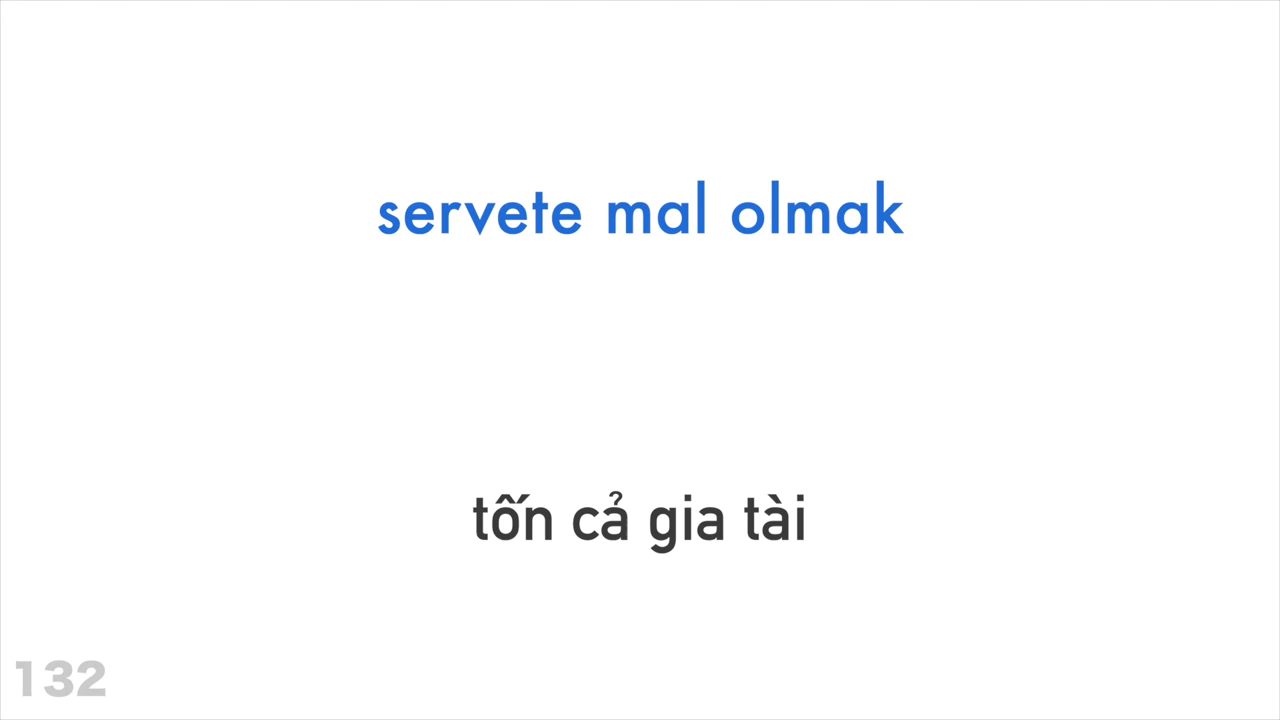 servete mal olmak
tốn cả gia tài
132